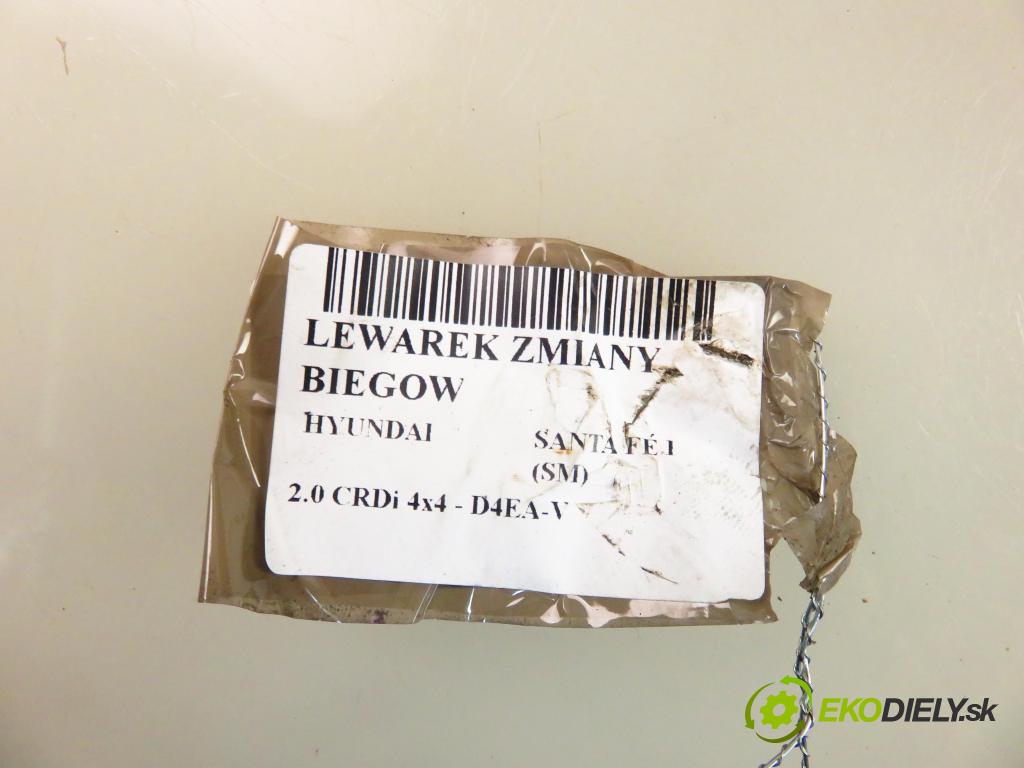 LEWAREK ZMIANY
BIEGOW
HYUNDAI SANTA FÉ I
(SM)
2.0 CRDi 4x4 - D4EA-V
EKODIELY.sk